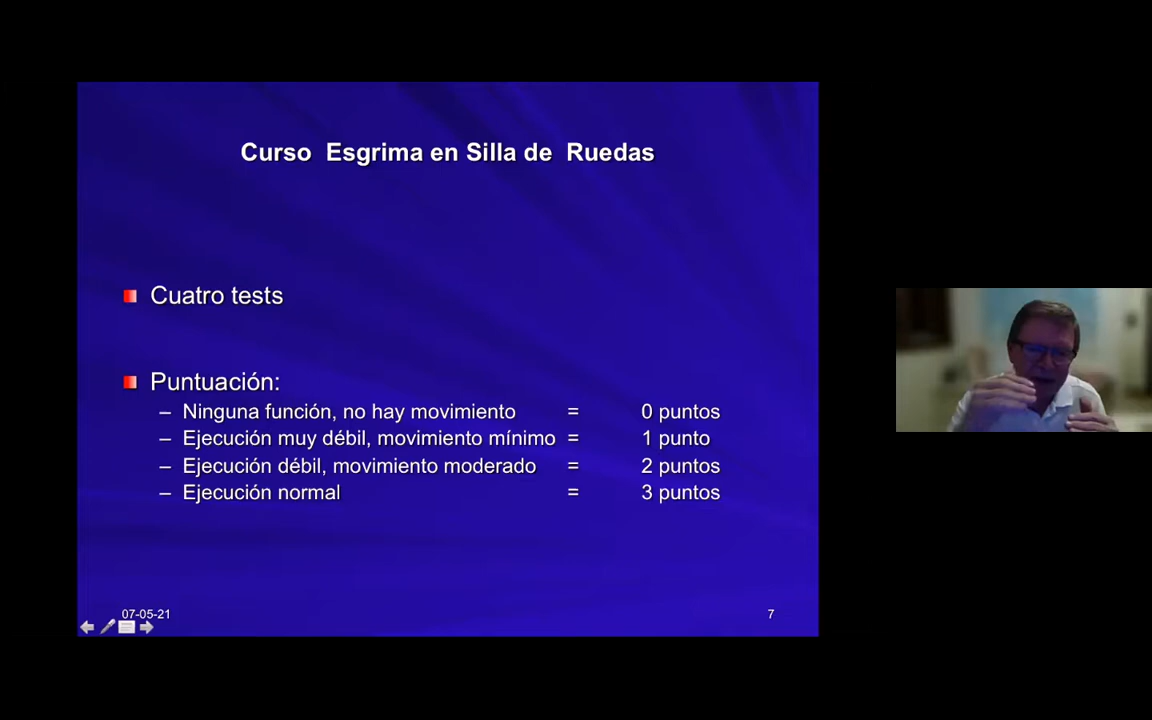 Curso Esgrima en Silla de Ruedas
Cuatro tests
Puntuación:
– Ninguna función, no hay movimiento = 0 puntos
– Ejecución muy débil, movimiento mínimo = 1 punto
– Ejecución débil, movimiento moderado = 2 puntos
– Ejecución normal = 3 puntos
07-05-21
7